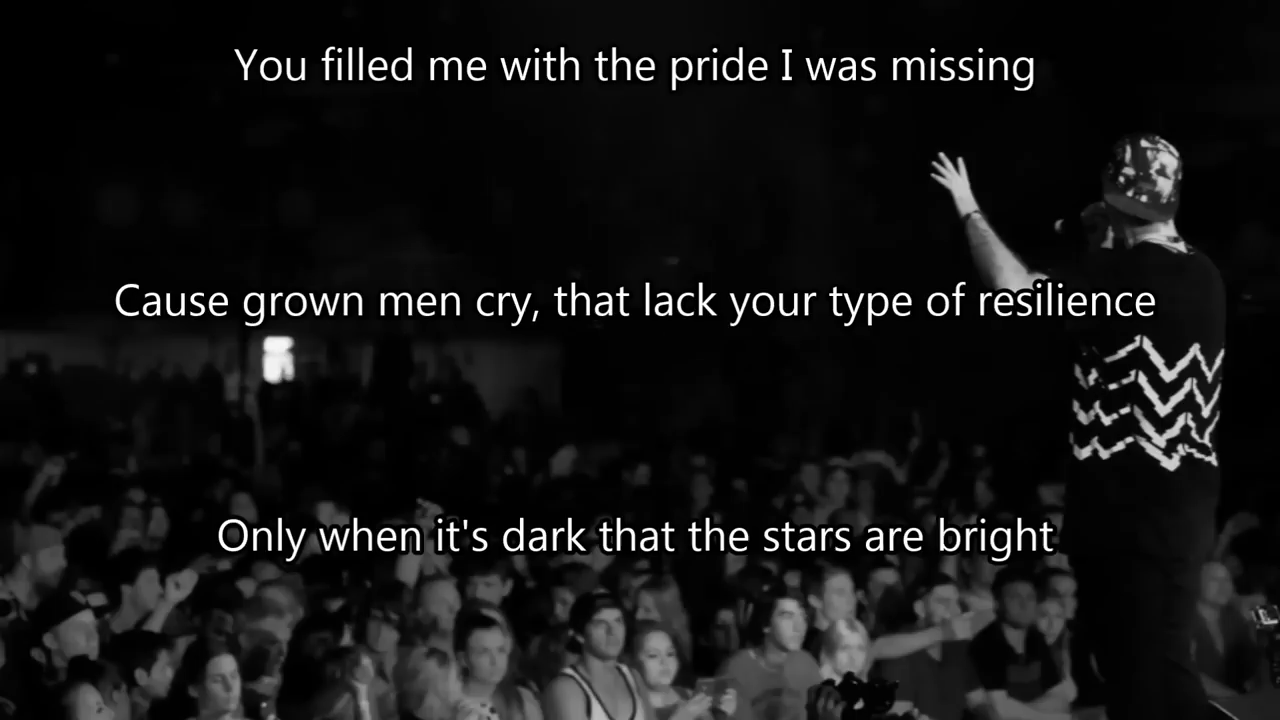 You filled me with the pride I was missing
Cause grown men cry, that lack your type of resilience
Only when it's dark that the stars are bright